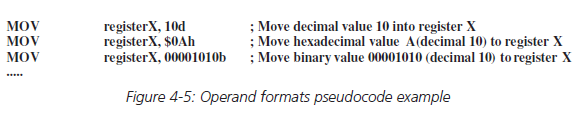 MOV registerX, 10d ; Move decimal value 10 into register X
MOV registerX, $0Ah ; Move hexadecimal value A(decimal 10) to register X
MOV registerX, 00001010b ; Move binary value 00001010 (decimal 10) to register X
.....
Figure 4-5: Operand formats pseudocode example